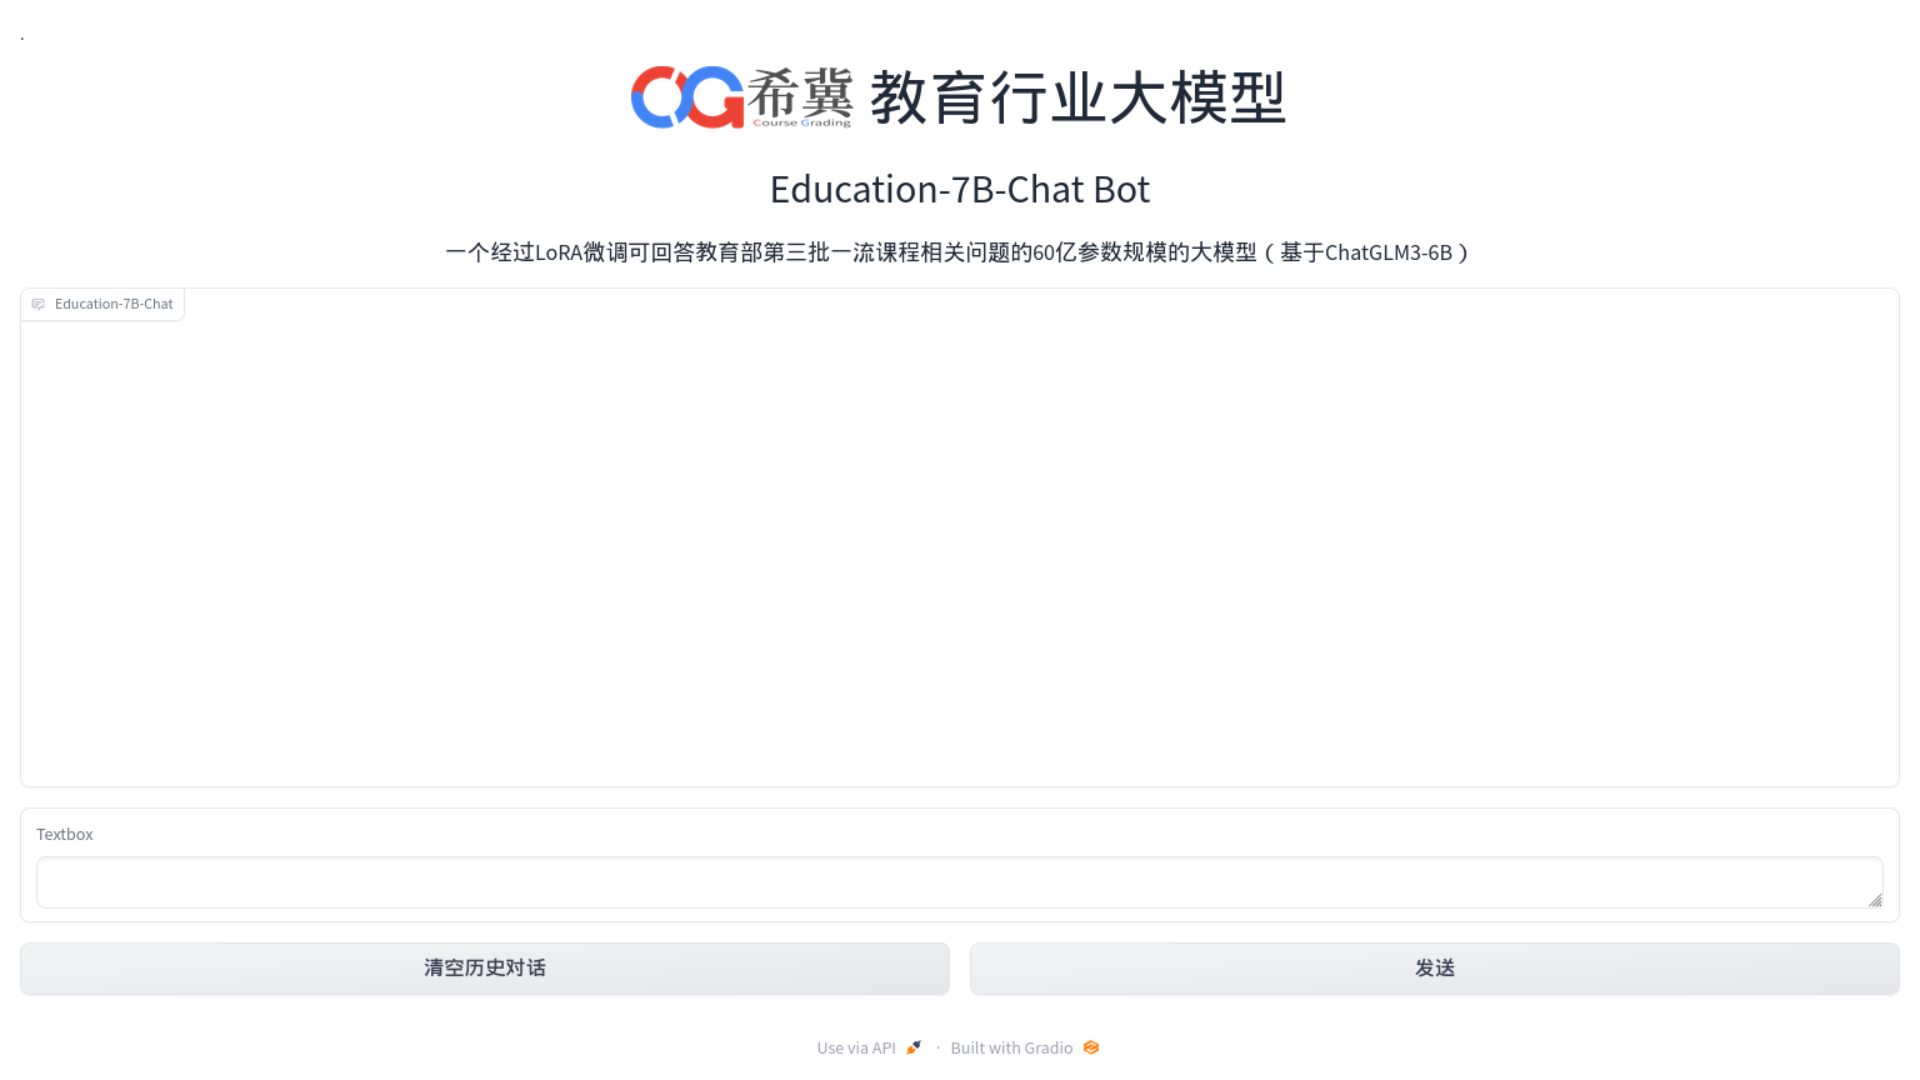 .
CG希冀 教育行业大模型
Course Grading
Education-7B-Chat Bot
一个经过LoRA微调可回答教育部第三批一流课程相关问题的60亿参数规模的大模型（基于ChatGLM3-6B）
Education-7B-Chat
Textbox
清空历史对话
发送
Use via API · Built with Gradio